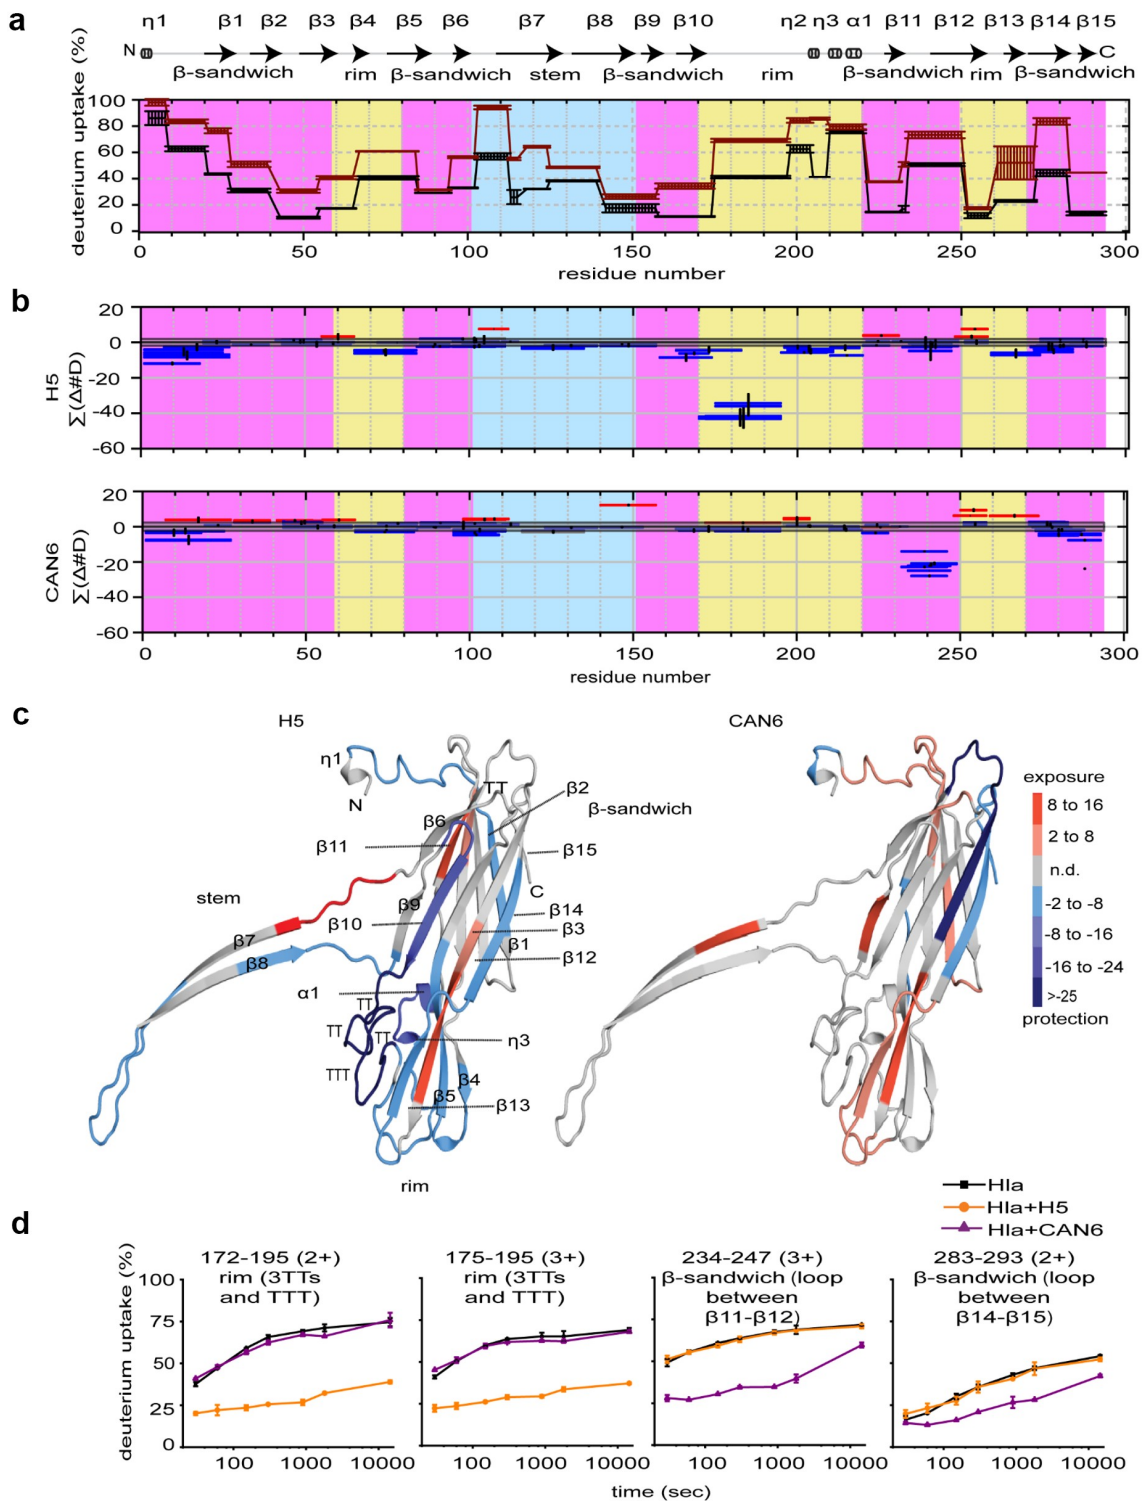 a
η1 β1 β2 β3 β4 β5 β6 β7 β8 β9 β10 η2 η3 α1 β11 β12 β13 β14 β15
N C
β-sandwich rim β-sandwich stem β-sandwich rim β-sandwich rim β-sandwich
deuterium uptake (%)
100
80
60
40
20
0
0 50 100 150 200 250 300
residue number
b
H5
Σ(Δ#D)
20
0
-20
-40
-60
CAN6
Σ(Δ#D)
20
0
-20
-40
-60
0 50 100 150 200 250 300
residue number
c
H5 CAN6
η1
N
TT
β2
β-sandwich
β6
β11
β15
stem
C
β9
β10
β14
β3
β7
β1
β8
β12
α1
TT
TT
TT
η3
TTT
β4
β5
β13
rim
exposure
8 to 16
2 to 8
n.d.
-2 to -8
-8 to -16
-16 to -24
>-25
protection
d
Hla
Hla+H5
Hla+CAN6
172-195 (2+)
rim (3TTs
and TTT)
175-195 (3+)
rim (3TTs
and TTT)
234-247 (3+)
β-sandwich (loop
between
β11-β12)
283-293 (2+)
β-sandwich (loop
between
β14-β15)
deuterium uptake (%)
100
75
50
25
0
100 1000 10000
100 1000 10000
100 1000 10000
100 1000 10000
time (sec)